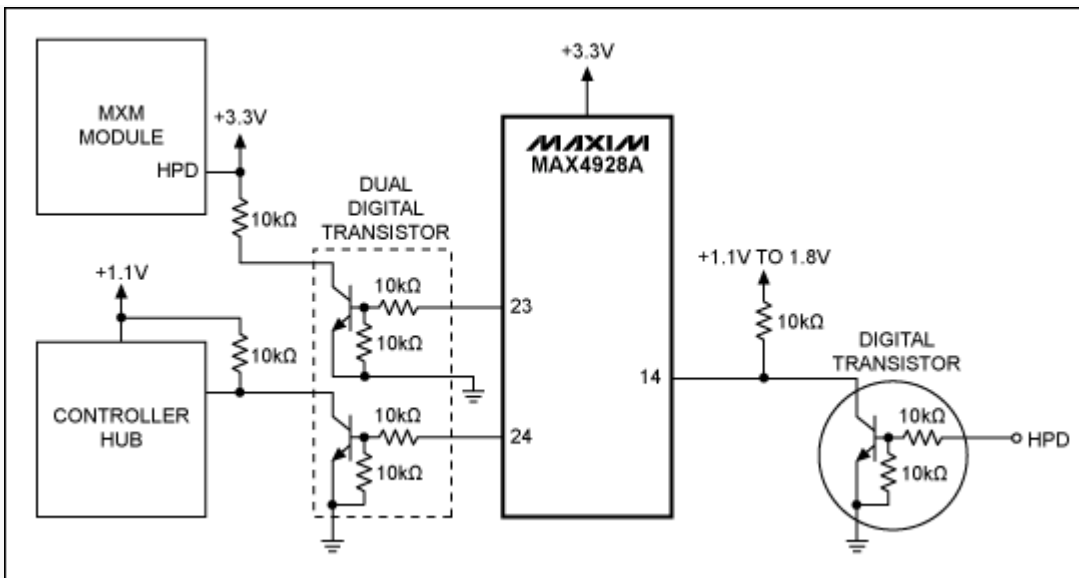 MXM
MODULE
HPD
+3.3V
10kΩ
+1.1V
10kΩ
CONTROLLER
HUB
DUAL
DIGITAL
TRANSISTOR
10kΩ
10kΩ
10kΩ
10kΩ
+3.3V
MAXIM
MAX4928A
23
24
14
+1.1V TO 1.8V
10kΩ
DIGITAL
TRANSISTOR
10kΩ
10kΩ
HPD